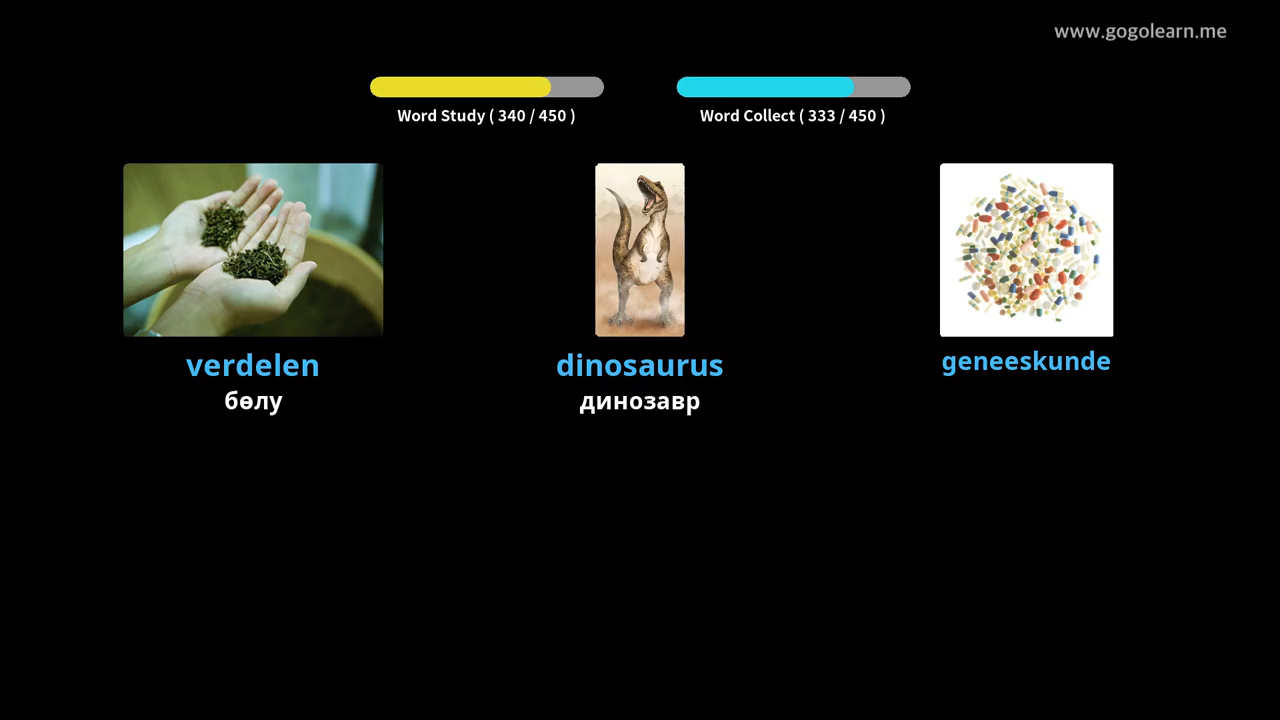 www.gogolearn.me
Word Study ( 340 / 450 )
Word Collect ( 333 / 450 )
verdelen
бөлу
dinosaurus
динозавр
geneeskunde